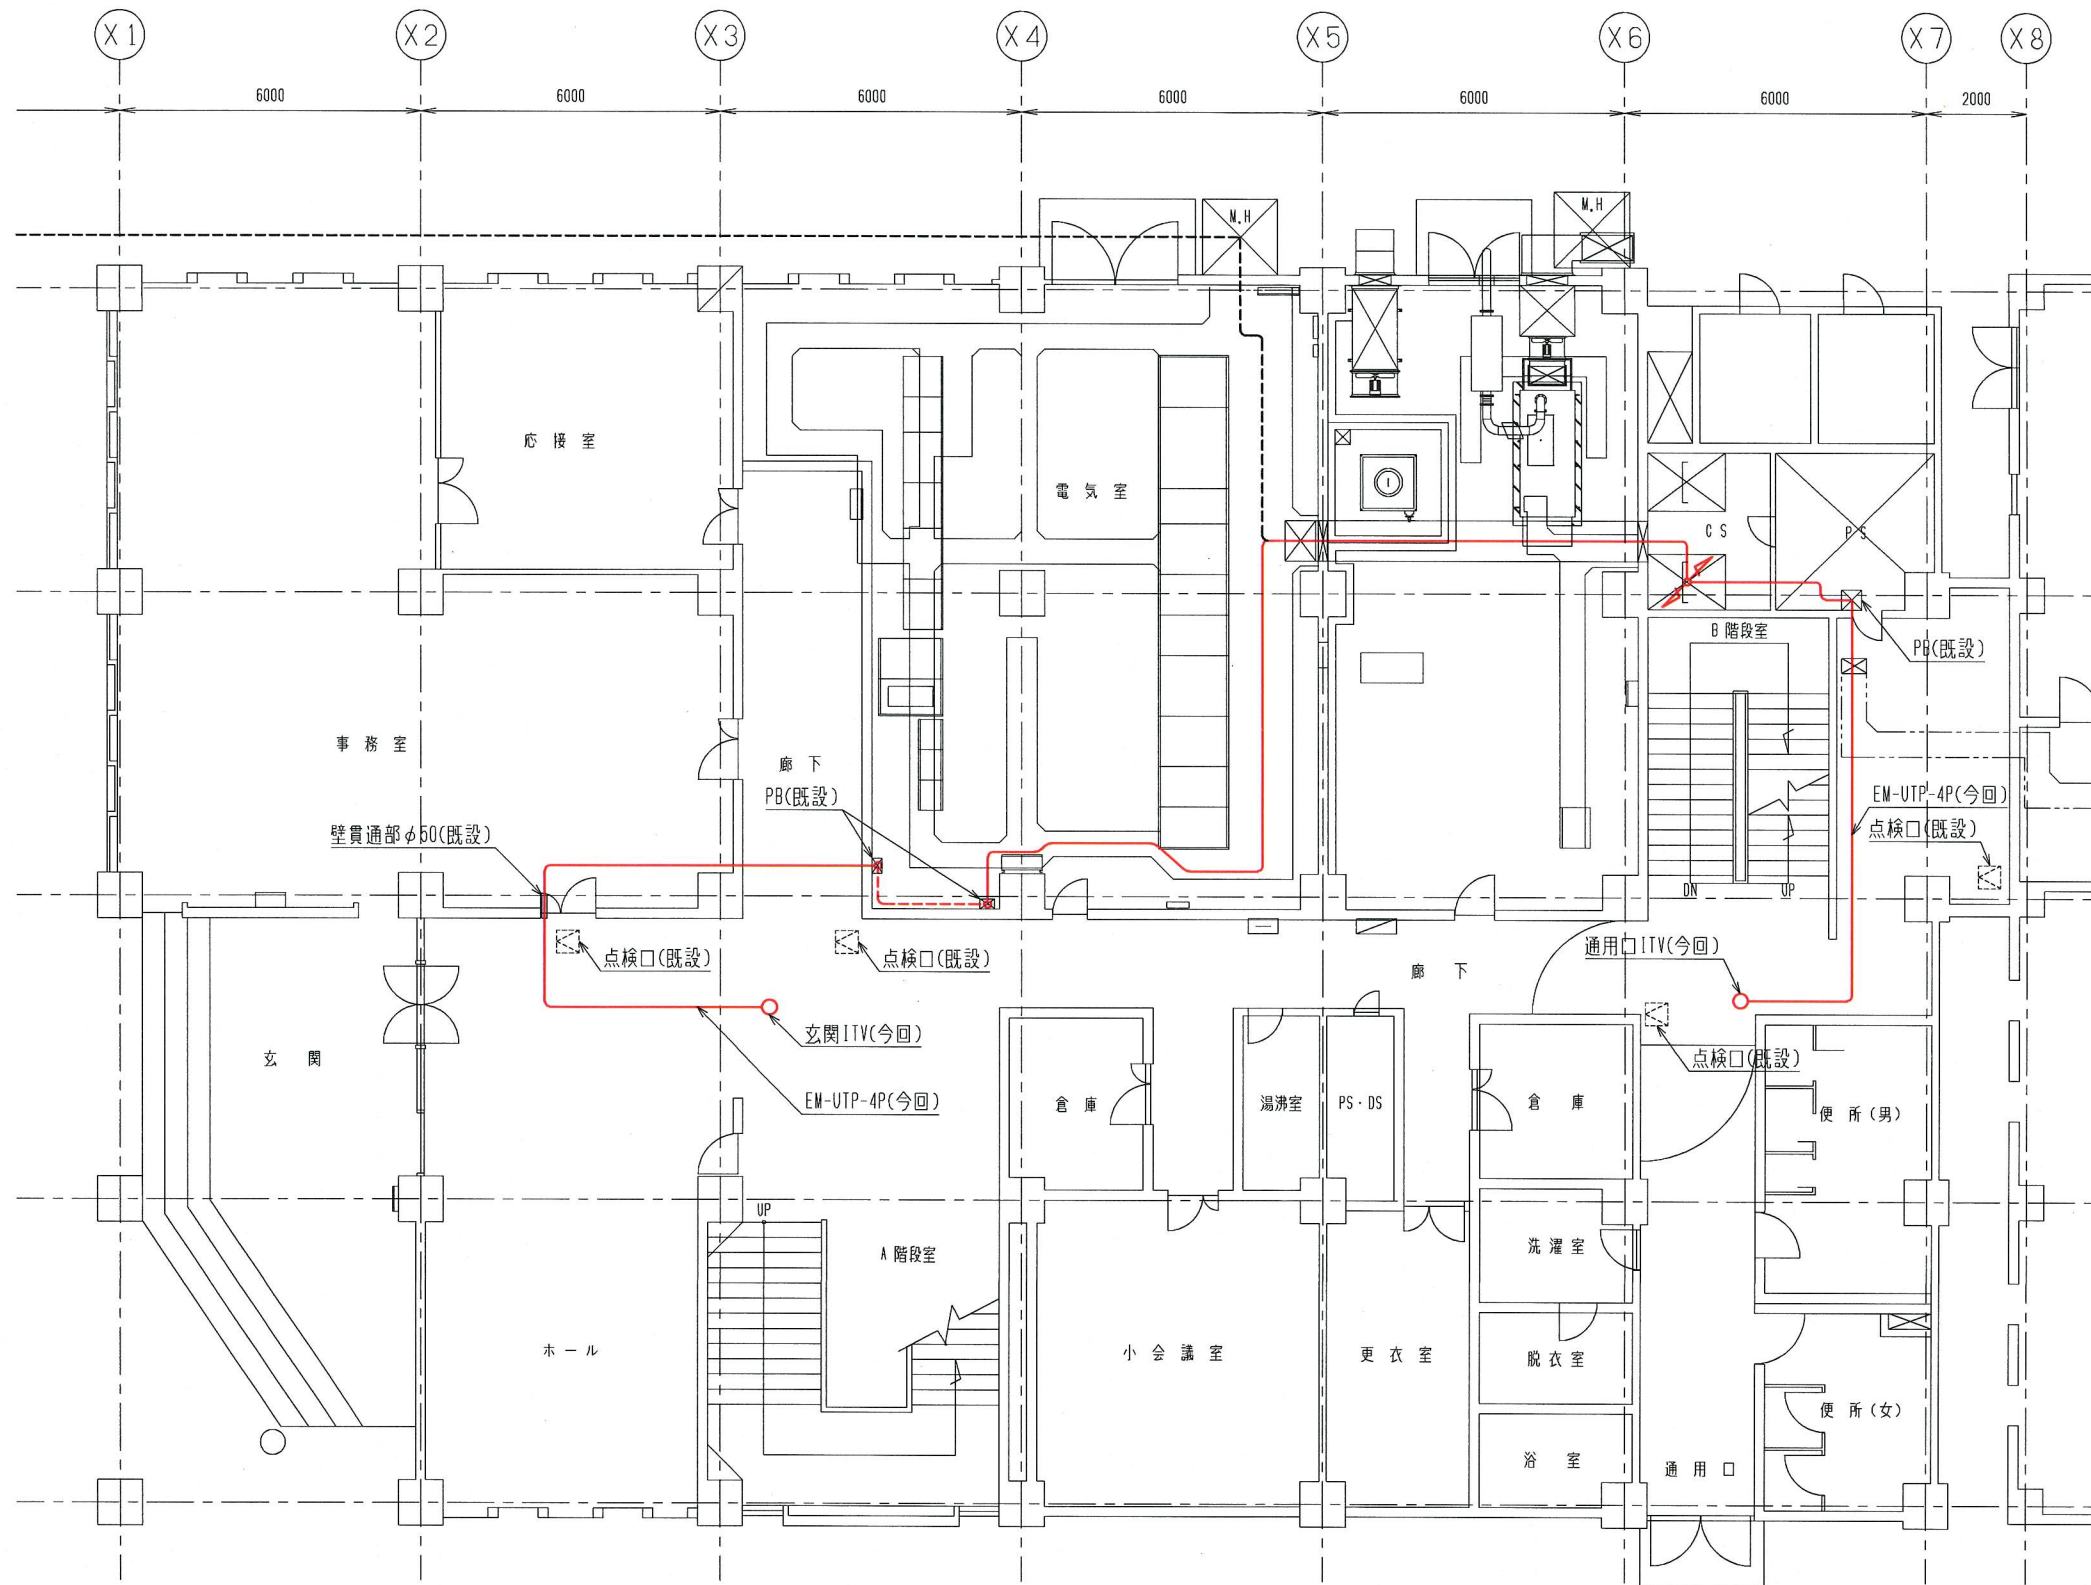 X1 X2 X3 X4 X5 X6 X7 X8
6000 6000 6000 6000 6000 6000 2000
M.H
M.H
応接室
電気室
CS
PS
B階段室
PB(既設)
事務室
廊下
PB(既設)
EM-UTP-4P(今回)
点検口(既設)
壁貫通部φ50(既設)
DN
UP
点検口(既設)
点検口(既設)
廊下
通用口ITV(今回)
玄関ITV(今回)
玄関
点検口(既設)
EM-UTP-4P(今回)
倉庫
湯沸室
PS・DS
倉庫
便所(男)
UP
A階段室
洗濯室
ホール
小会議室
更衣室
脱衣室
便所(女)
浴室
通用口